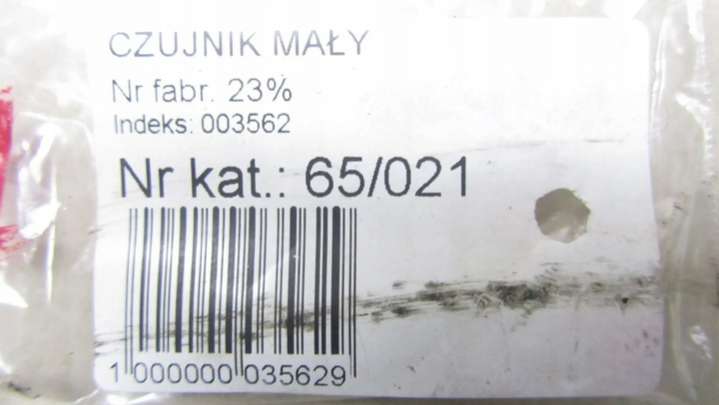 CZUJNIK MAŁY
Nr fabr. 23%
Indeks: 003562
Nr kat.: 65/021
1 000000 035629